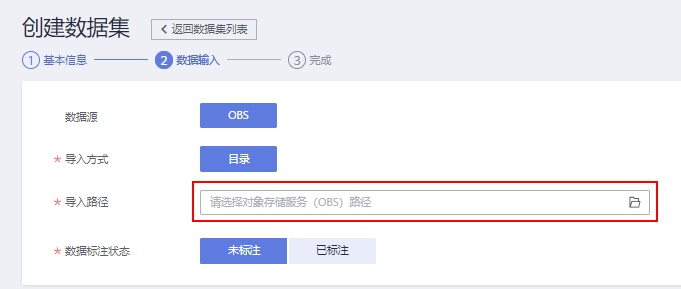 创建数据集 返回数据集列表
1 基本信息 2 数据输入 3 完成
数据源 OBS
* 导入方式 目录
* 导入路径 请选择对象存储服务（OBS）路径
* 数据标注状态 未标注 已标注